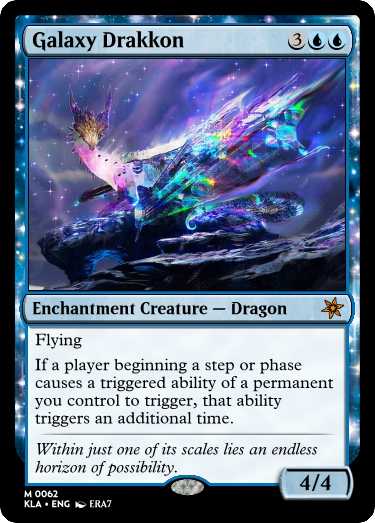 Galaxy Drakkon 3
Enchantment Creature — Dragon
Flying
If a player beginning a step or phase
causes a triggered ability of a permanent
you control to trigger, that ability
triggers an additional time.
Within just one of its scales lies an endless
horizon of possibility.
4/4
M 0062
KLA • ENG ERA7